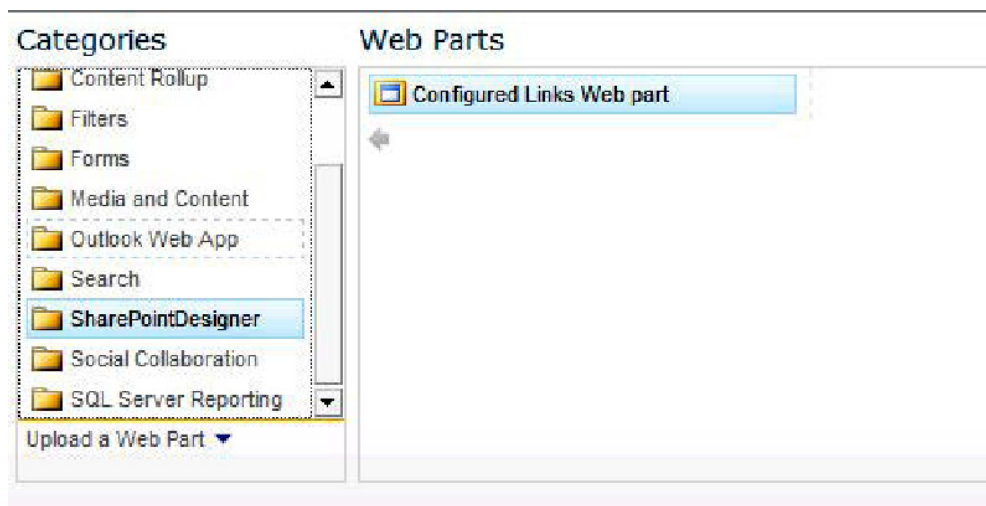 Categories
Content Rollup
Filters
Forms
Media and Content
Outlook Web App
Search
SharePointDesigner
Social Collaboration
SQL Server Reporting
Upload a Web Part
Web Parts
Configured Links Web part